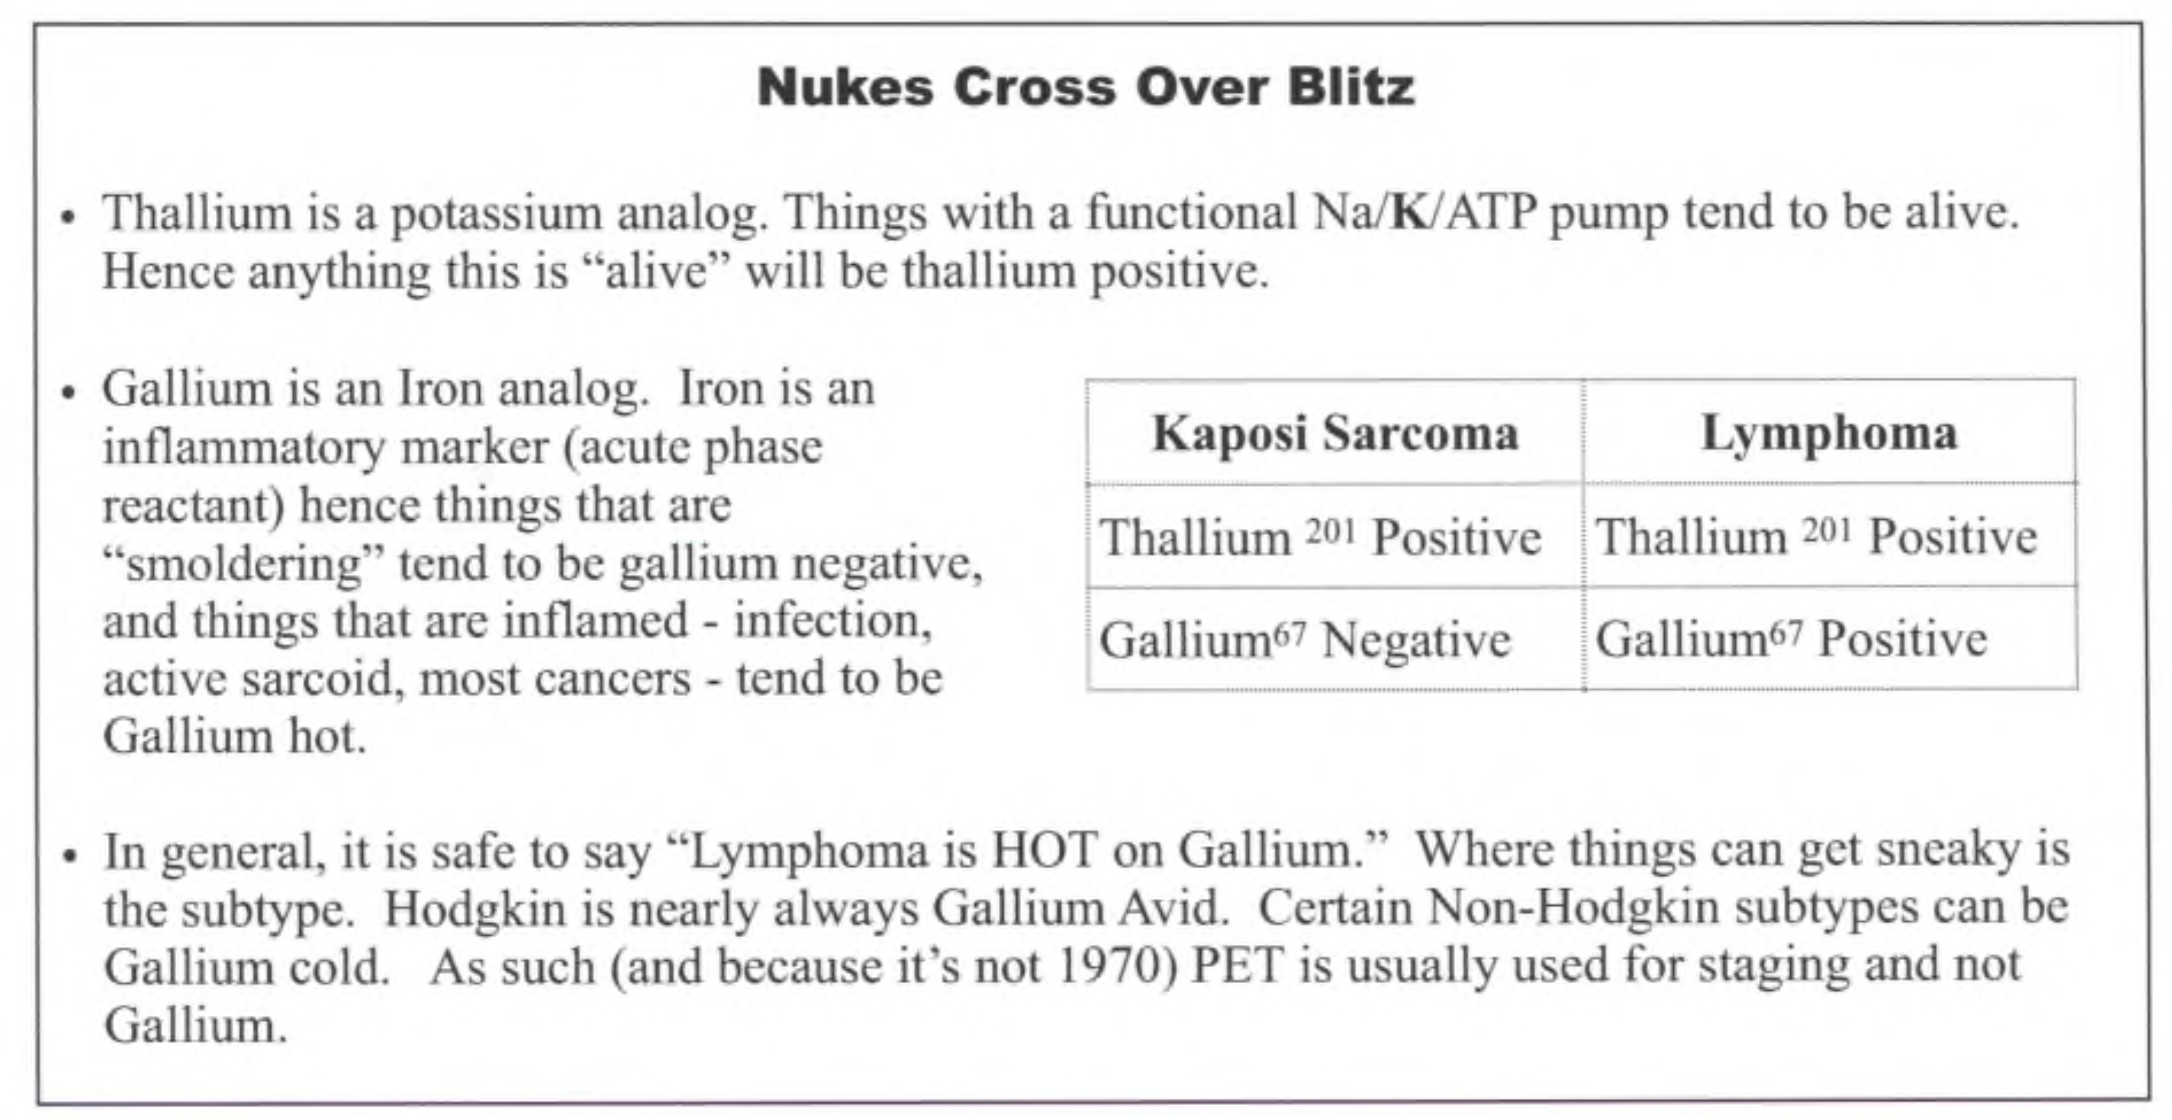 Nukes Cross Over Blitz
• Thallium is a potassium analog. Things with a functional Na/K/ATP pump tend to be alive.
Hence anything this is “alive” will be thallium positive.
• Gallium is an Iron analog. Iron is an
inflammatory marker (acute phase
reactant) hence things that are
“smoldering” tend to be gallium negative,
and things that are inflamed - infection,
active sarcoid, most cancers - tend to be
Gallium hot.
Kaposi Sarcoma Lymphoma
Thallium ²⁰¹ Positive Thallium ²⁰¹ Positive
Gallium⁶⁷ Negative Gallium⁶⁷ Positive
• In general, it is safe to say “Lymphoma is HOT on Gallium.” Where things can get sneaky is
the subtype. Hodgkin is nearly always Gallium Avid. Certain Non-Hodgkin subtypes can be
Gallium cold. As such (and because it’s not 1970) PET is usually used for staging and not
Gallium.